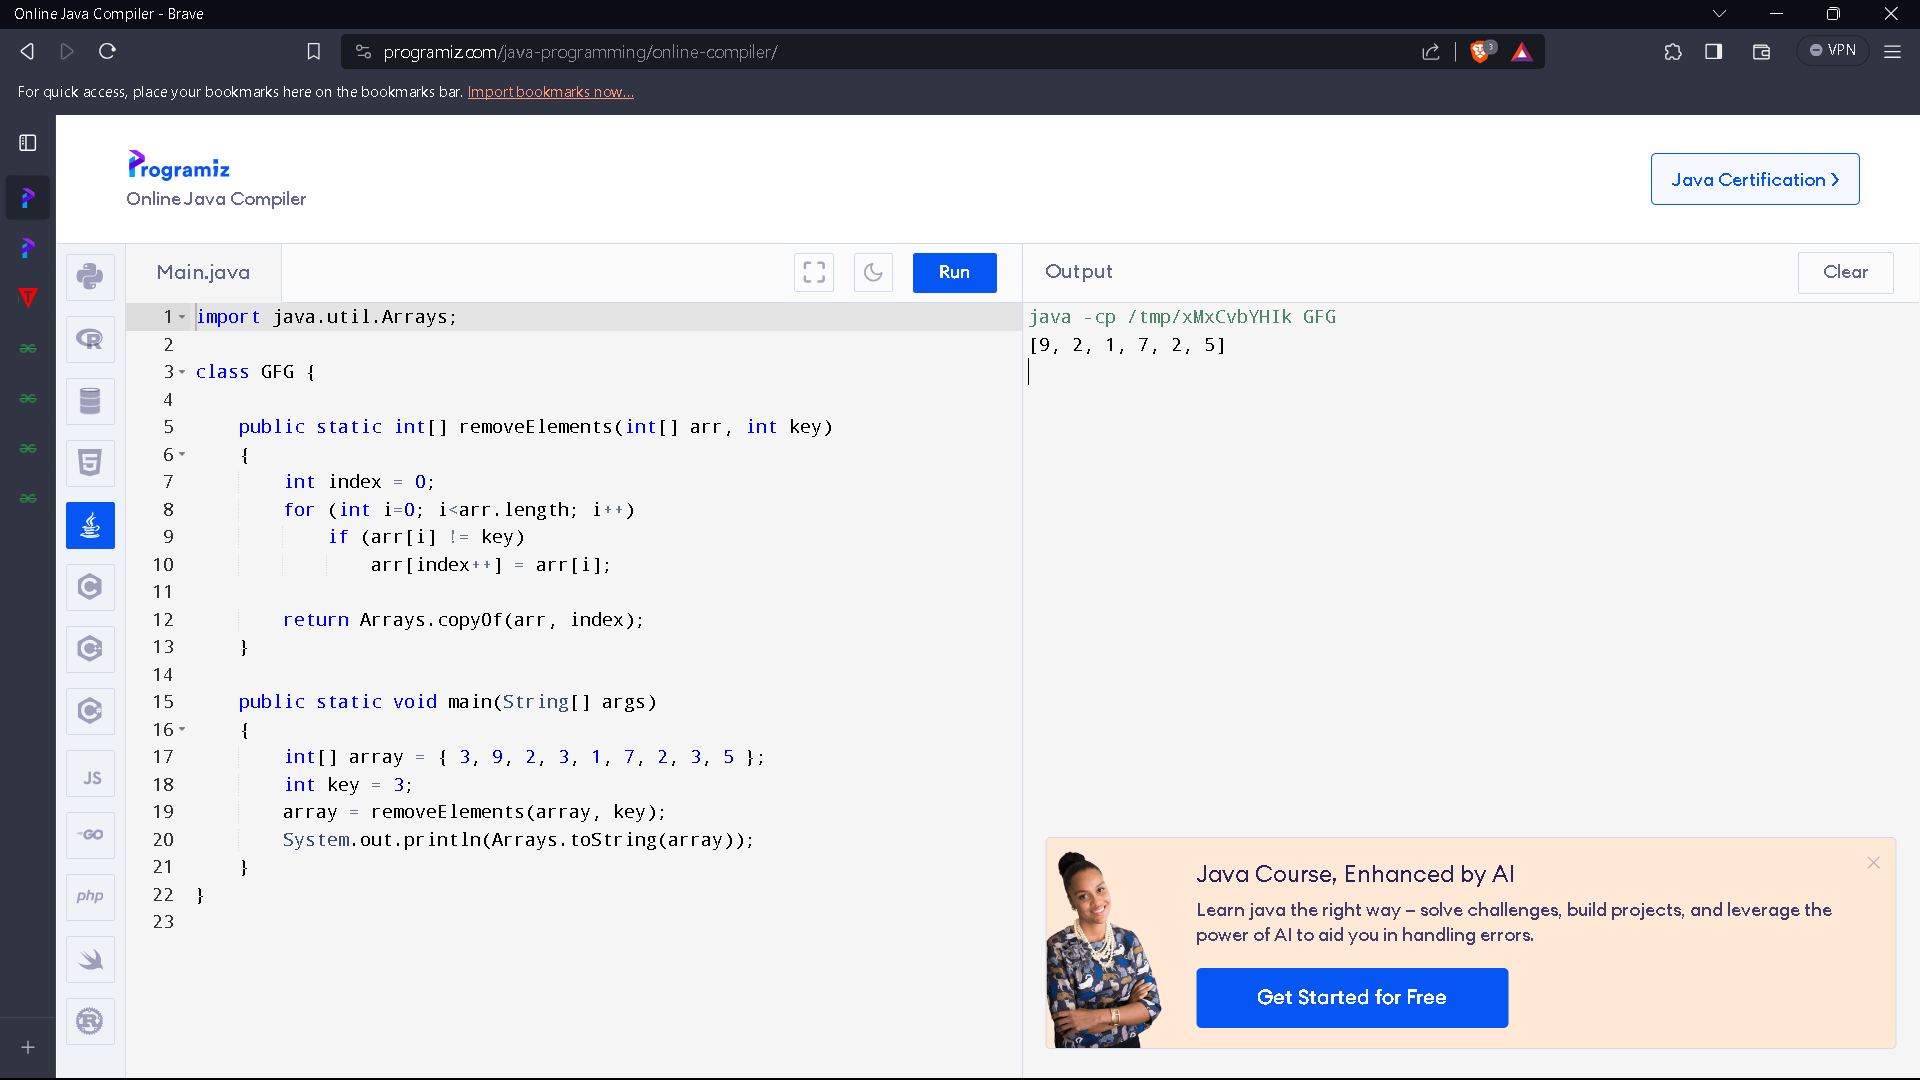 Online Java Compiler - Brave
programiz.com/java-programming/online-compiler/
3
VPN
For quick access, place your bookmarks here on the bookmarks bar. Import bookmarks now...
Programiz
Online Java Compiler
Java Certification
Main.java
Run
Output
Clear
1 import java.util.Arrays;
2
3 class GFG {
4
5 public static int[] removeElements(int[] arr, int key)
6 {
7 int index = 0;
8 for (int i=0; i<arr.length; i++)
9 if (arr[i] != key)
10 arr[index++] = arr[i];
11
12 return Arrays.copyOf(arr, index);
13 }
14
15 public static void main(String[] args)
16 {
17 int[] array = { 3, 9, 2, 3, 1, 7, 2, 3, 5 };
18 int key = 3;
19 array = removeElements(array, key);
20 System.out.println(Arrays.toString(array));
21 }
22 }
23
java -cp /tmp/xMxCvbYHIk GFG
[9, 2, 1, 7, 2, 5]
R
5
C
C++
C#
JS
GO
php
R
T
Java Course, Enhanced by AI
Learn java the right way – solve challenges, build projects, and leverage the
power of AI to aid you in handling errors.
Get Started for Free